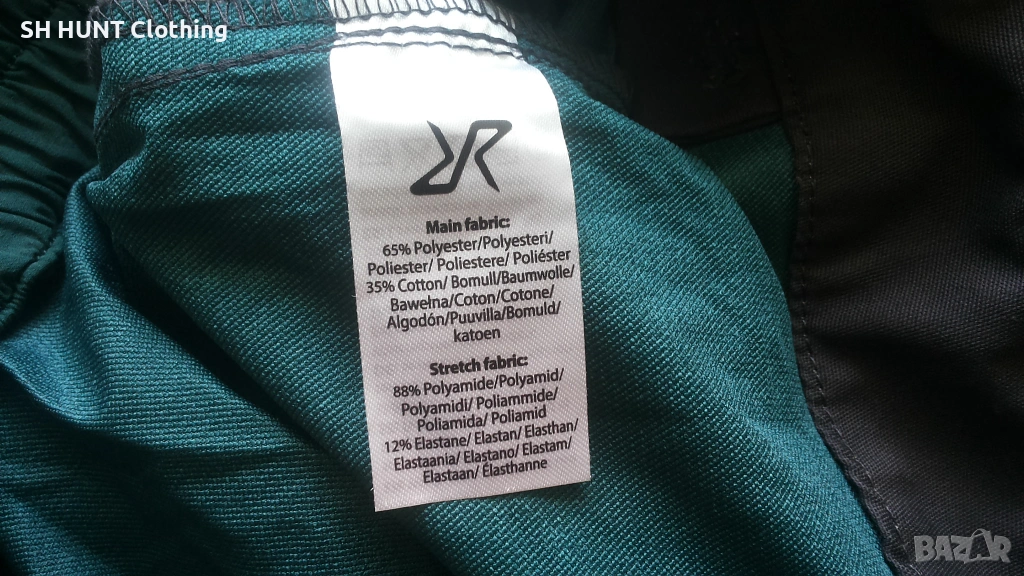 SH HUNT Clothing
Main fabric:
65% Polyester/Polyesteri/
Poliester/ Poliestere/ Poliéster
35% Cotton/ Bomull/Baumwolle/
Bawełna/Coton/Cotone/
Algodón/Puuvilla/Bomuld/
katoen
Stretch fabric:
88% Polyamide/Polyamid/
Polyamidi/ Poliammide/
Poliamida/ Poliamid
12% Elastane/ Elastan/ Elasthan/
Elastaania/ Elastano/ Elastam/
Elastaan/ Élasthanne
BAZAR